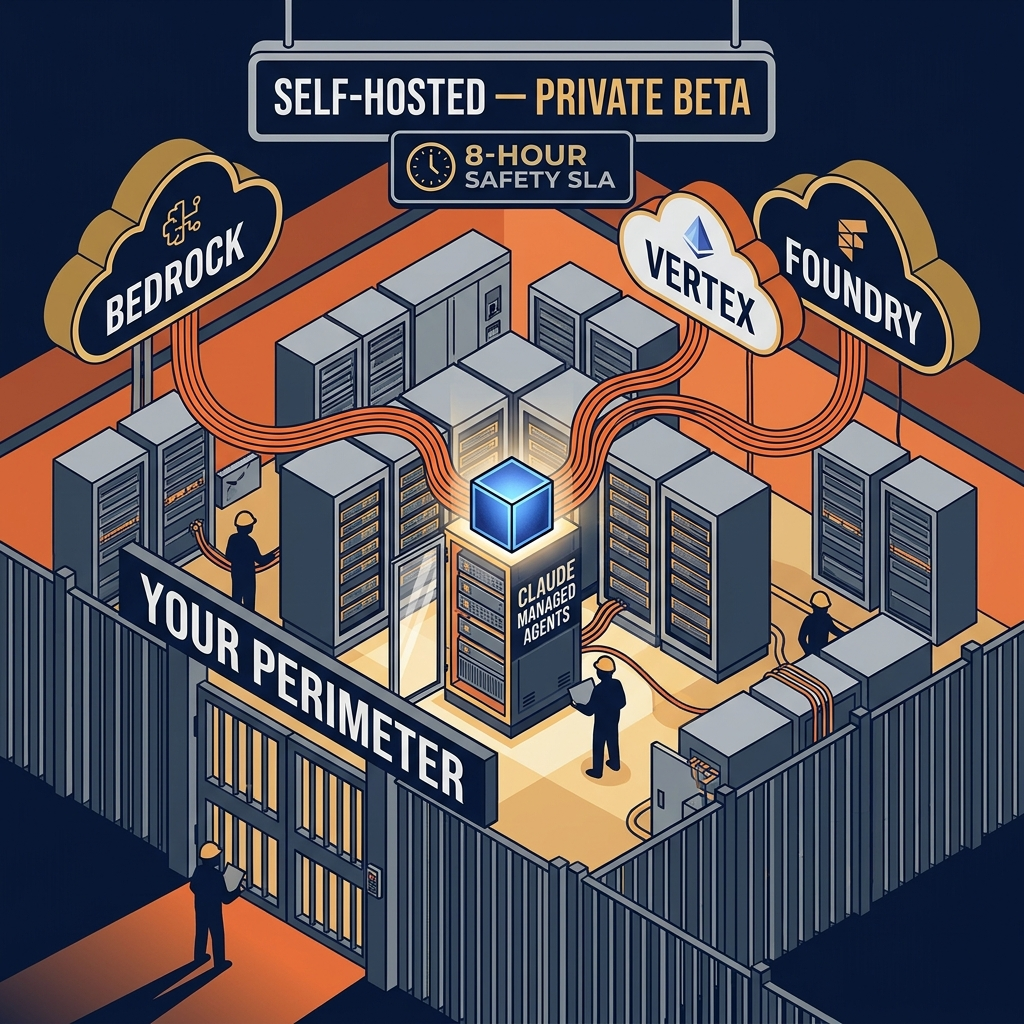 SELF-HOSTED — PRIVATE BETA
8-HOUR
SAFETY SLA
BEDROCK
VERTEX
FOUNDRY
CLAUDE
MANAGED
AGENTS
YOUR PERIMETER